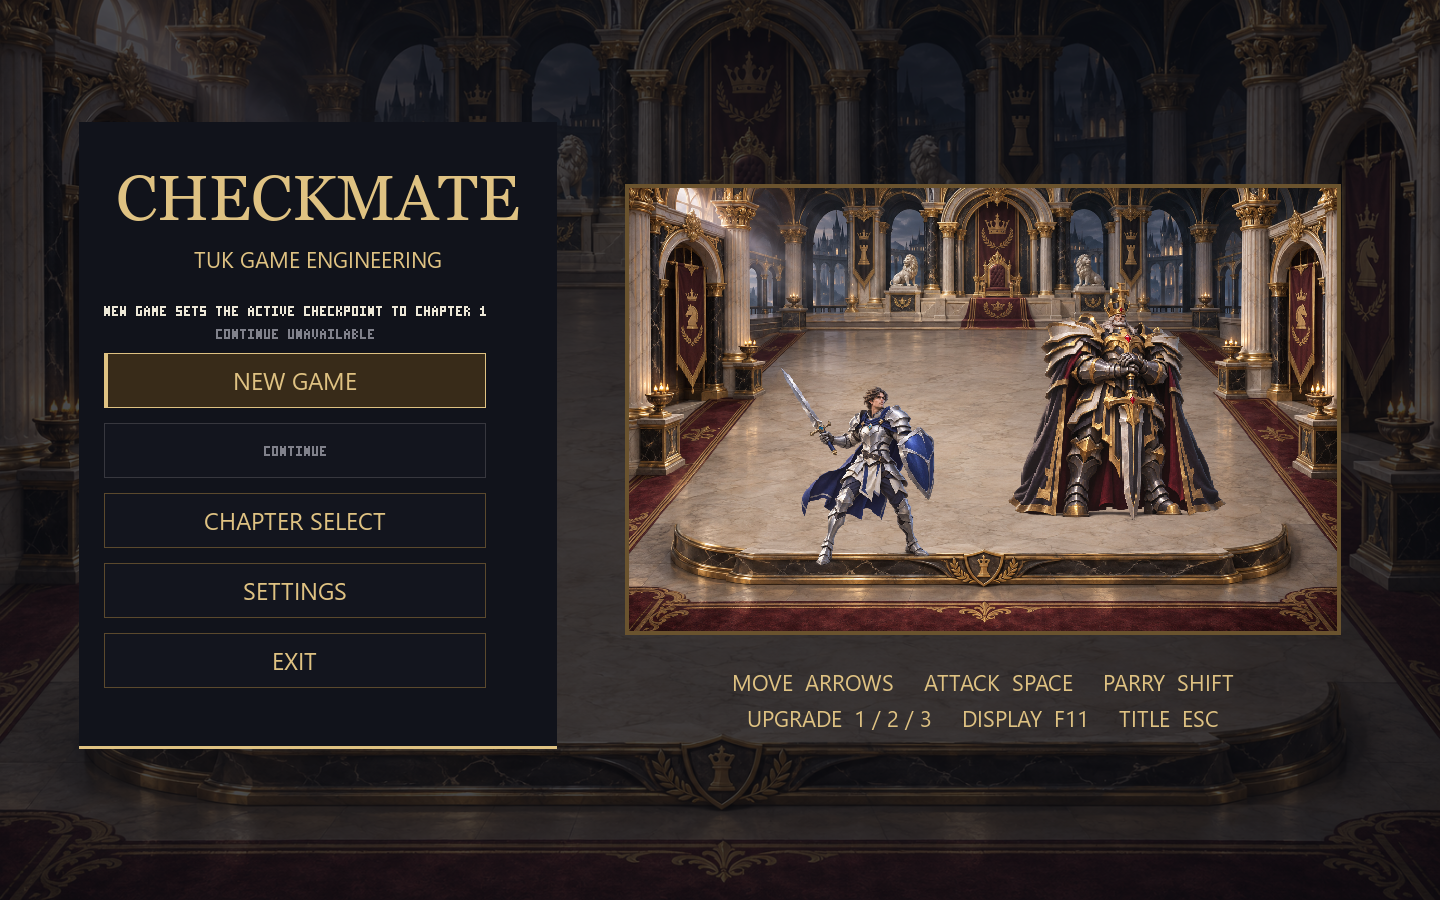 CHECKMATE
TUK GAME ENGINEERING
NEW GAME SETS THE ACTIVE CHECKPOINT TO CHAPTER 1
CONTINUE UNAVAILABLE
NEW GAME
CONTINUE
CHAPTER SELECT
SETTINGS
EXIT
MOVE ARROWS ATTACK SPACE PARRY SHIFT
UPGRADE 1 / 2 / 3 DISPLAY F11 TITLE ESC